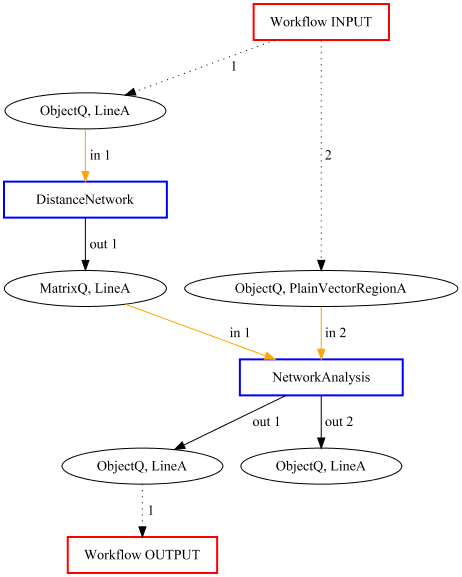 Workflow INPUT
1
ObjectQ, LineA
2
in 1
DistanceNetwork
out 1
MatrixQ, LineA
ObjectQ, PlainVectorRegionA
in 1
in 2
NetworkAnalysis
out 1
out 2
ObjectQ, LineA
ObjectQ, LineA
1
Workflow OUTPUT